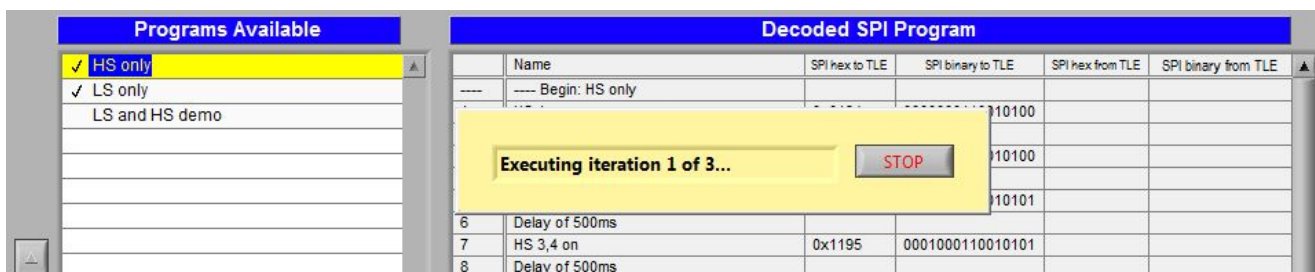 Programs Available
Decoded SPI Program
✓ HS only
✓ LS only
LS and HS demo
Name SPI hex to TLE SPI binary to TLE SPI hex from TLE SPI binary from TLE
---- ---- Begin: HS only
10100
10100
10101
Executing iteration 1 of 3...
STOP
6 Delay of 500ms
7 HS 3,4 on 0x1195 0001000110010101
8 Delay of 500ms